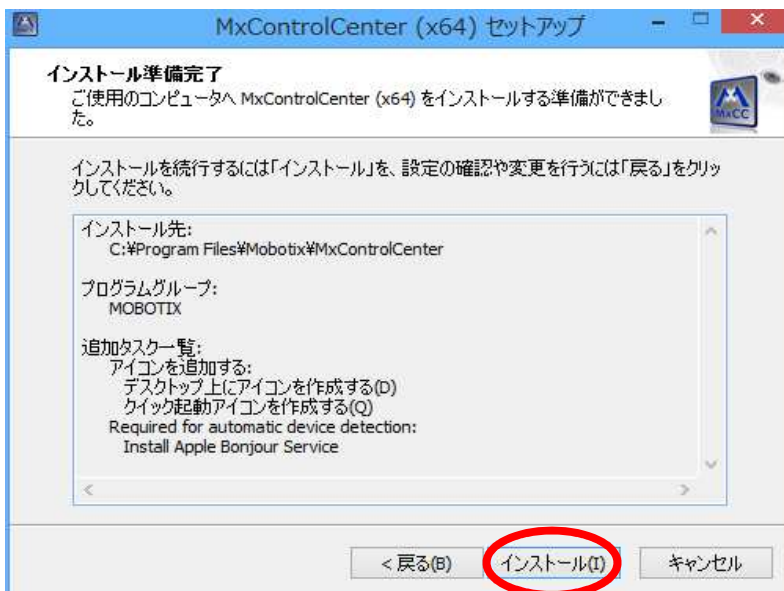 MxControlCenter (x64) セットアップ
インストール準備完了
ご使用のコンピュータへ MxControlCenter (x64) をインストールする準備ができまし
た。
MxCC
インストールを続行するには「インストール」を、設定の確認や変更を行うには「戻る」をクリッ
クしてください。
インストール先:
C:¥Program Files¥Mobotix¥MxControlCenter
プログラムグループ:
MOBOTIX
追加タスク一覧:
アイコンを追加する:
デスクトップ上にアイコンを作成する(D)
クイック起動アイコンを作成する(Q)
Required for automatic device detection:
Install Apple Bonjour Service
< 戻る(B)
インストール(I)
キャンセル